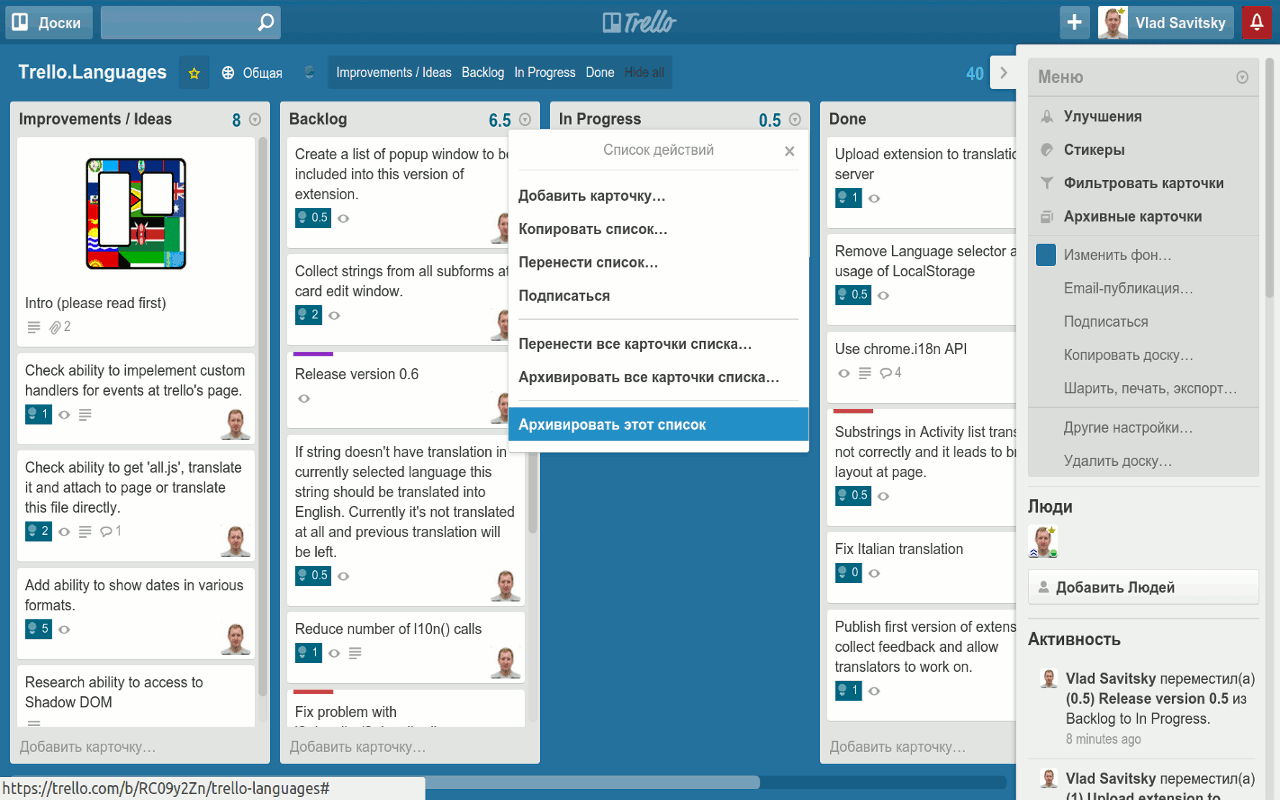 Доски
Trello
Vlad Savitsky
Trello.Languages
Общая
Improvements / Ideas Backlog In Progress Done Hide all
40
Improvements / Ideas 8
Intro (please read first)
2
Check ability to impelement custom
handlers for events at trello's page.
1
Check ability to get 'all.js', translate
it and attach to page or translate
this file directly.
2 1
Add ability to show dates in various
formats.
5
Research ability to access to
Shadow DOM
Добавить карточку…
Backlog 6.5
Create a list of popup window to be
included into this version of
extension.
0.5
Collect strings from all subforms at
card edit window.
2
Release version 0.6
If string doesn't have translation in
currently selected language this
string should be translated into
English. Currently it's not translated
at all and previous translation will
be left.
0.5
Reduce number of l10n() calls
1
Fix problem with
Добавить карточку…
In Progress 0.5
Список действий
Добавить карточку…
Копировать список…
Перенести список…
Подписаться
Перенести все карточки списка…
Архивировать все карточки списка…
Архивировать этот список
Done
Upload extension to translatio
server
1
Remove Language selector a
usage of LocalStorage
0.5
Use chrome.i18n API
4
Substrings in Activity list trans
not correctly and it leads to br
layout at page.
0.5
Fix Italian translation
0
Publish first version of extens
collect feedback and allow
translators to work on.
1
Добавить карточку…
Меню
Улучшения
Стикеры
Фильтровать карточки
Архивные карточки
Изменить фон…
Email-публикация…
Подписаться
Копировать доску…
Шарить, печать, экспорт…
Другие настройки…
Удалить доску…
Люди
Добавить Людей
Активность
Vlad Savitsky переместил(а)
(0.5) Release version 0.5 из
Backlog to In Progress.
8 minutes ago
Vlad Savitsky переместил(а)
(1) Upload extension to
https://trello.com/b/RC09y2Zn/trello-languages#